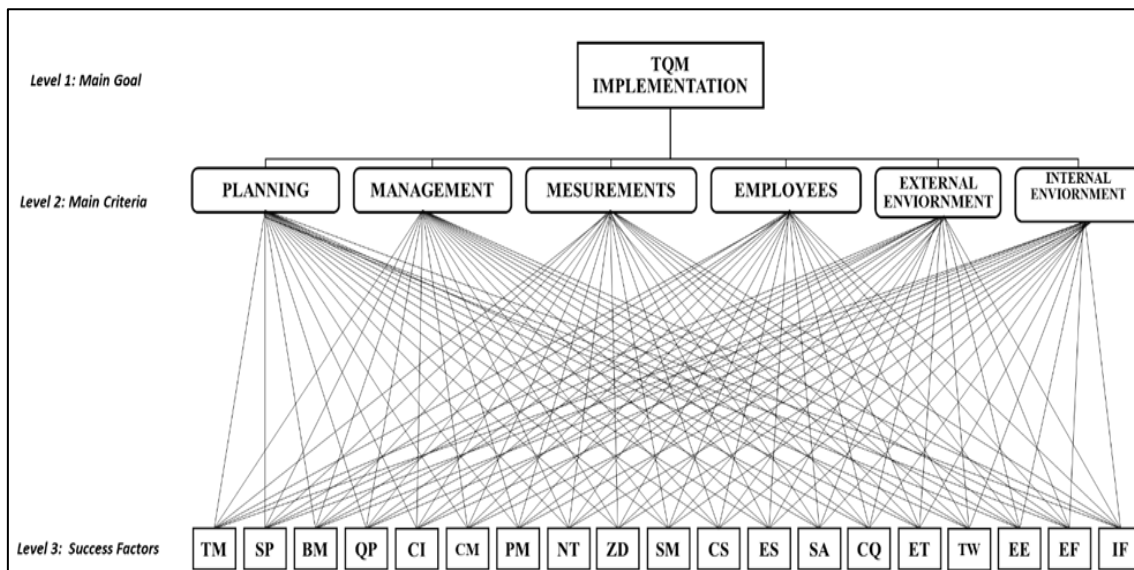 TQM
IMPLEMENTATION
Level 1: Main Goal
PLANNING
MANAGEMENT
MESUREMENTS
EMPLOYEES
EXTERNAL
ENVIORNMENT
INTERNAL
ENVIORNMENT
Level 2: Main Criteria
Level 3: Success Factors
TM
SP
BM
QP
CI
CM
PM
NT
ZD
SM
CS
ES
SA
CQ
ET
TW
EE
EF
IF